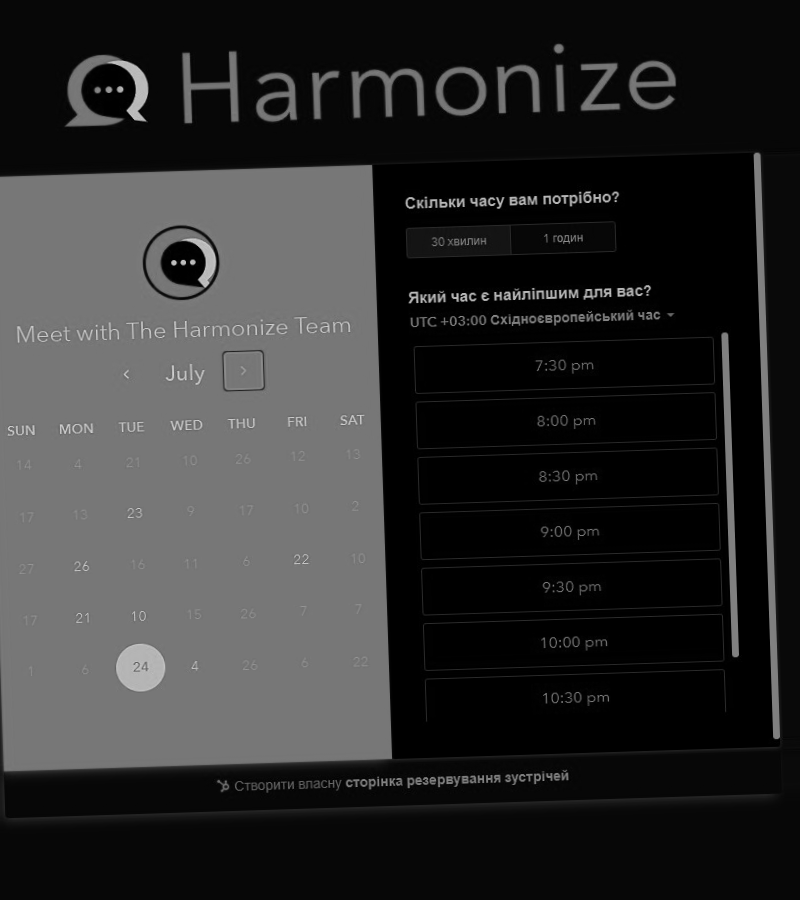 Harmonize
Meet with The Harmonize Team
July
SUN MON TUE WED THU FRI SAT
14 4 21 10 26 12 13
17 13 23 9 17 10 2
27 26 16 11 6 22 10
17 21 10 15 26 7 7
1 6 24 4 26 6 22
Скільки часу вам потрібно?
30 хвилин 1 годин
Який час є найліпшим для вас?
UTC +03:00 Східноєвропейський час
7:30 pm
8:00 pm
8:30 pm
9:00 pm
9:30 pm
10:00 pm
10:30 pm
Створити власну сторінка резервування зустрічей